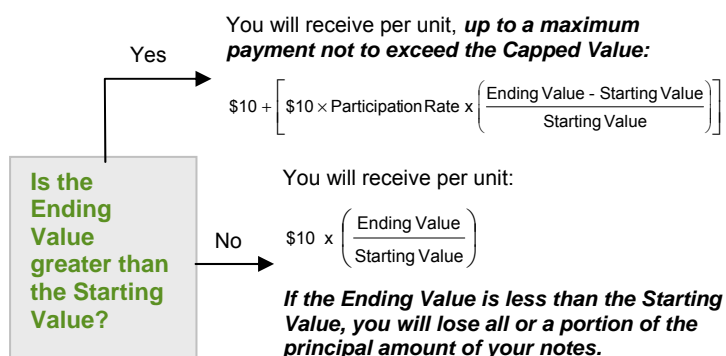 You will receive per unit, up to a maximum
payment not to exceed the Capped Value:
Yes
$10 + [ $10 × Participation Rate x ( Ending Value - Starting Value / Starting Value ) ]
Is the
Ending
Value
greater than
the Starting
Value?
No
You will receive per unit:
$10 x ( Ending Value / Starting Value )
If the Ending Value is less than the Starting
Value, you will lose all or a portion of the
principal amount of your notes.